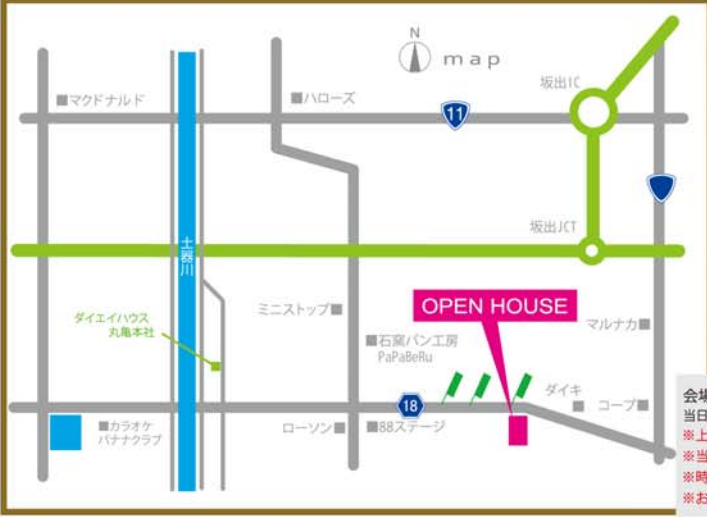 N
map
坂出IC
■マクドナルド
■ハローズ
11
坂出JCT
土器川
ミニストップ■
OPEN HOUSE
ダイエイハウス
丸亀本社
マルナカ■
■石窯パン工房
PaPaBeRu
ダイキ
コープ■
18
■カラオケ
バナナクラブ
ローソン■
■88ステージ
会場
当日
※上
※当
※時
※お